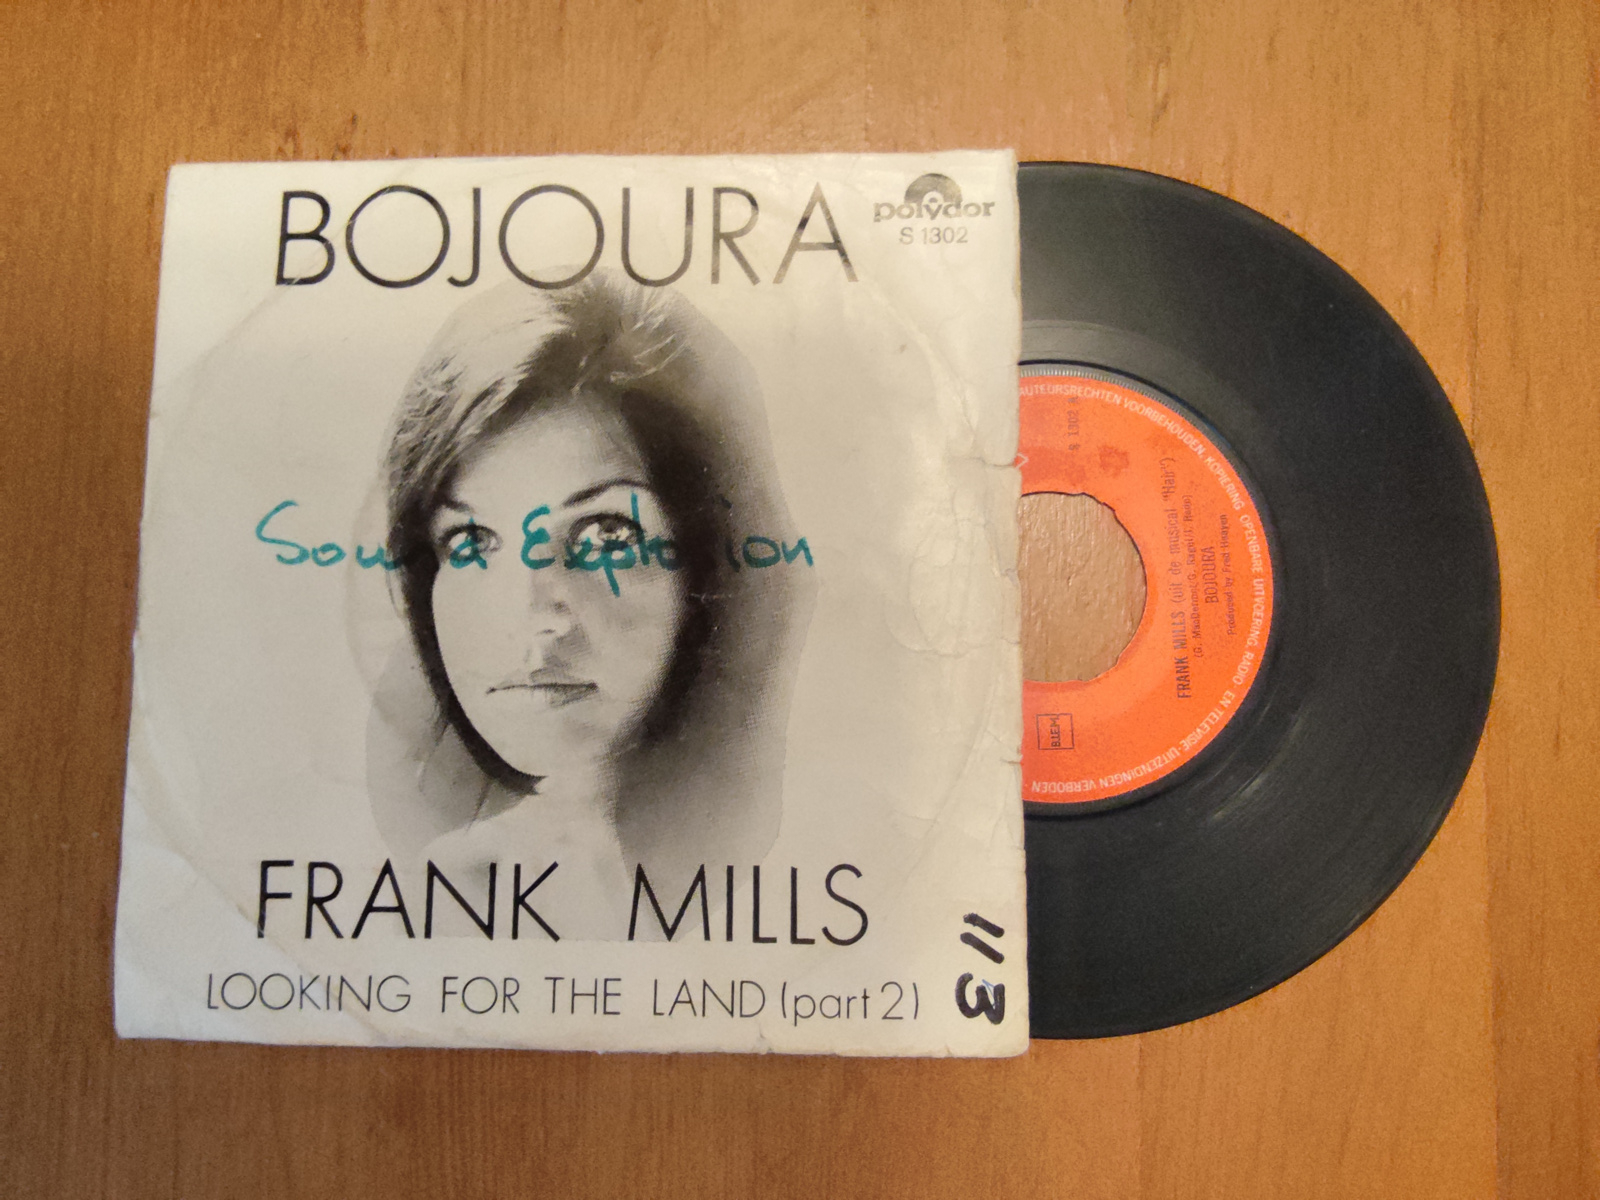 BOJOURA
polydor
S 1302
Sound Explosion
FRANK MILLS
LOOKING FOR THE LAND (part 2)
113
AUTEURSRECHTEN VOORBEHOUDEN. KOPIERING OPENBARE UITVOERING, RADIO EN TELEVISIE-UITZENDINGEN VERBODEN
S 1302
FRANK MILLS (uit de musical "Hair")
BOJOURA
Produced by Fred Haayen
BIEM